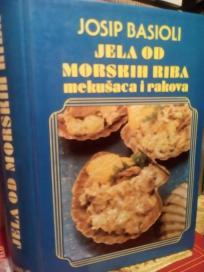 JOSIP BASIOLI
JELA OD
MORSKIH RIBA
mekušaca i rakova
JELA OD MORSKIH RIBA